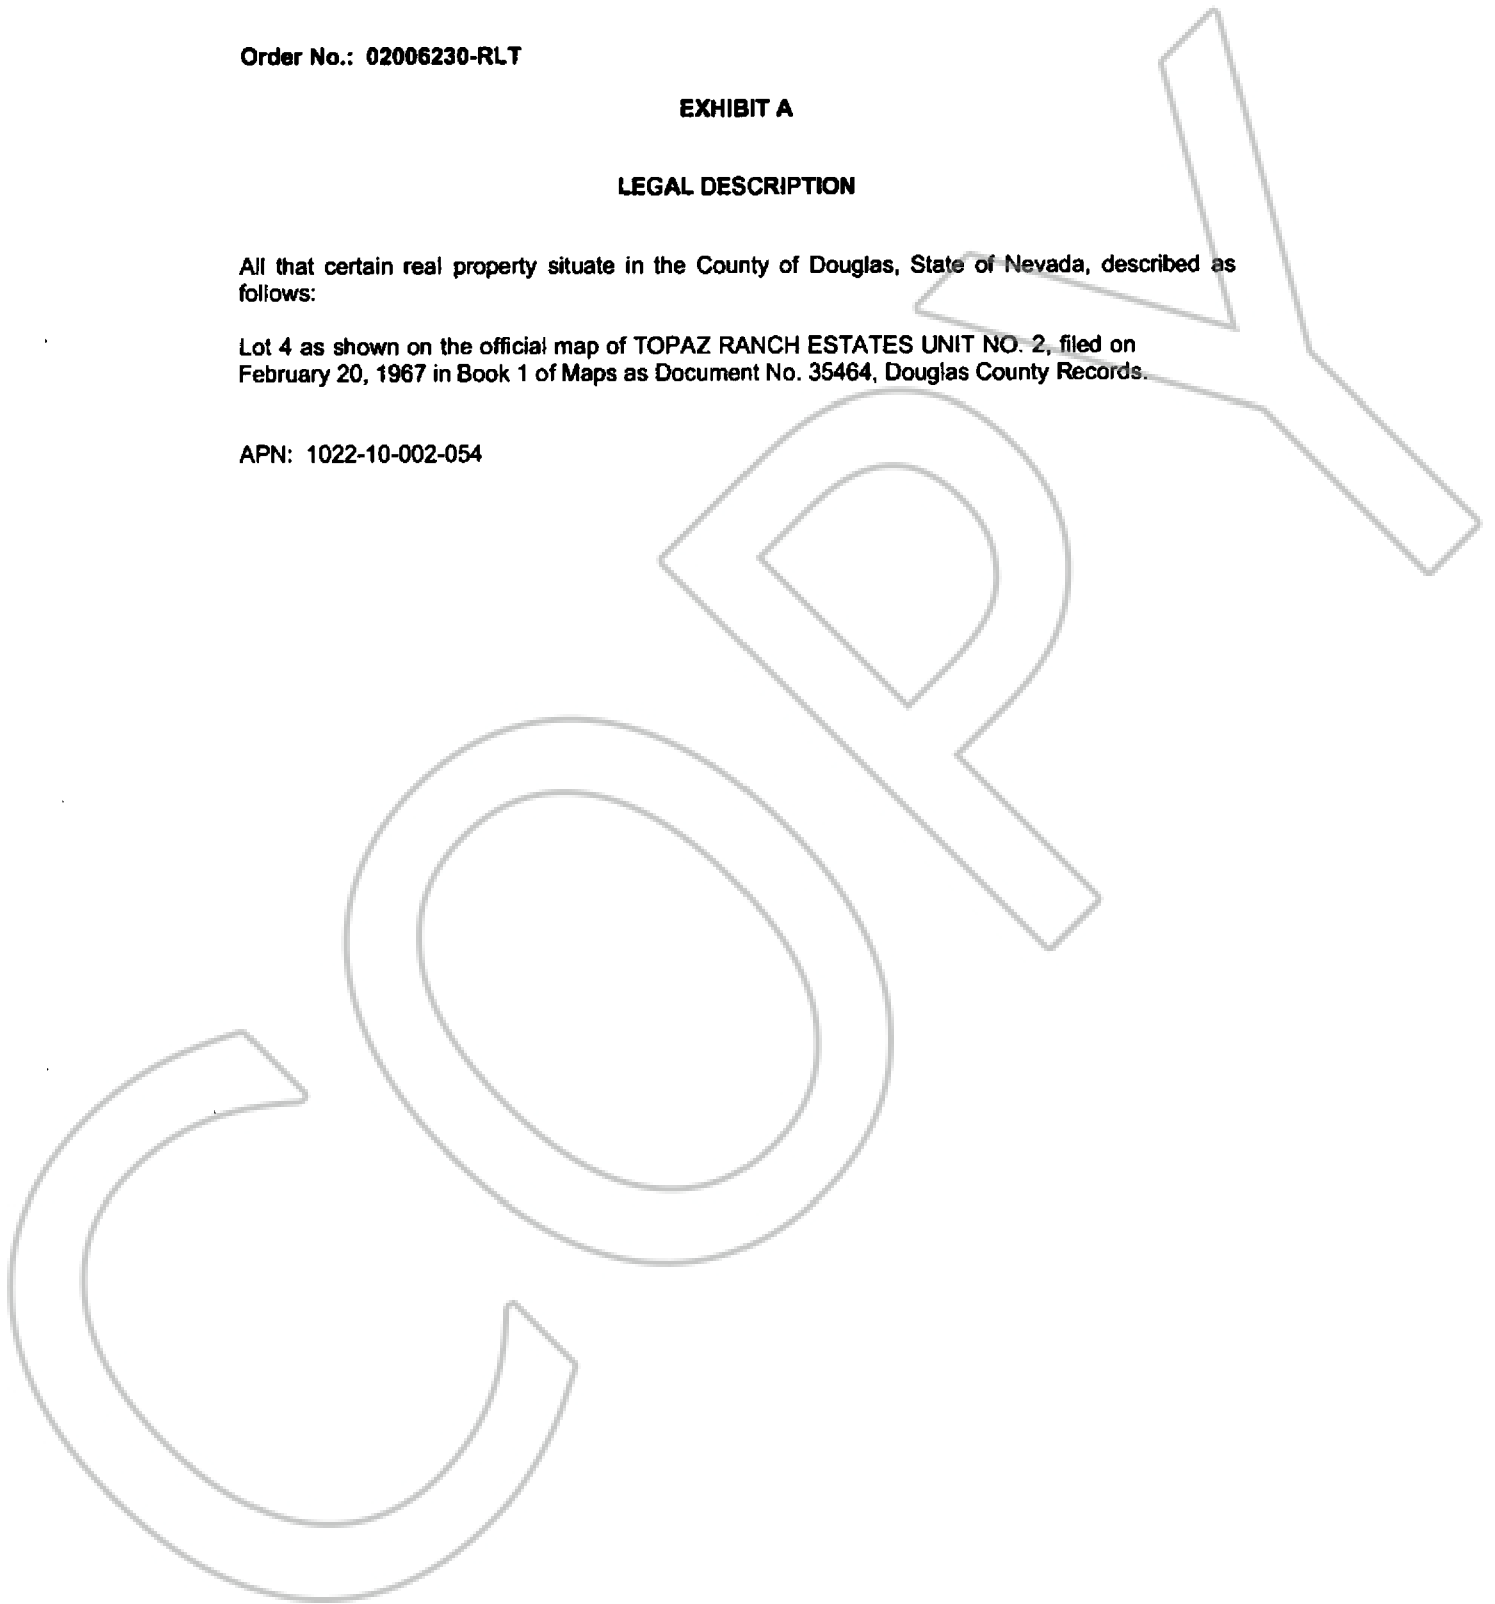 Order No.: 02006230-RLT
EXHIBIT A
LEGAL DESCRIPTION
All that certain real property situate in the County of Douglas, State of Nevada, described as
follows:
Lot 4 as shown on the official map of TOPAZ RANCH ESTATES UNIT NO. 2, filed on
February 20, 1967 in Book 1 of Maps as Document No. 35464, Douglas County Records.
APN: 1022-10-002-054
COPY